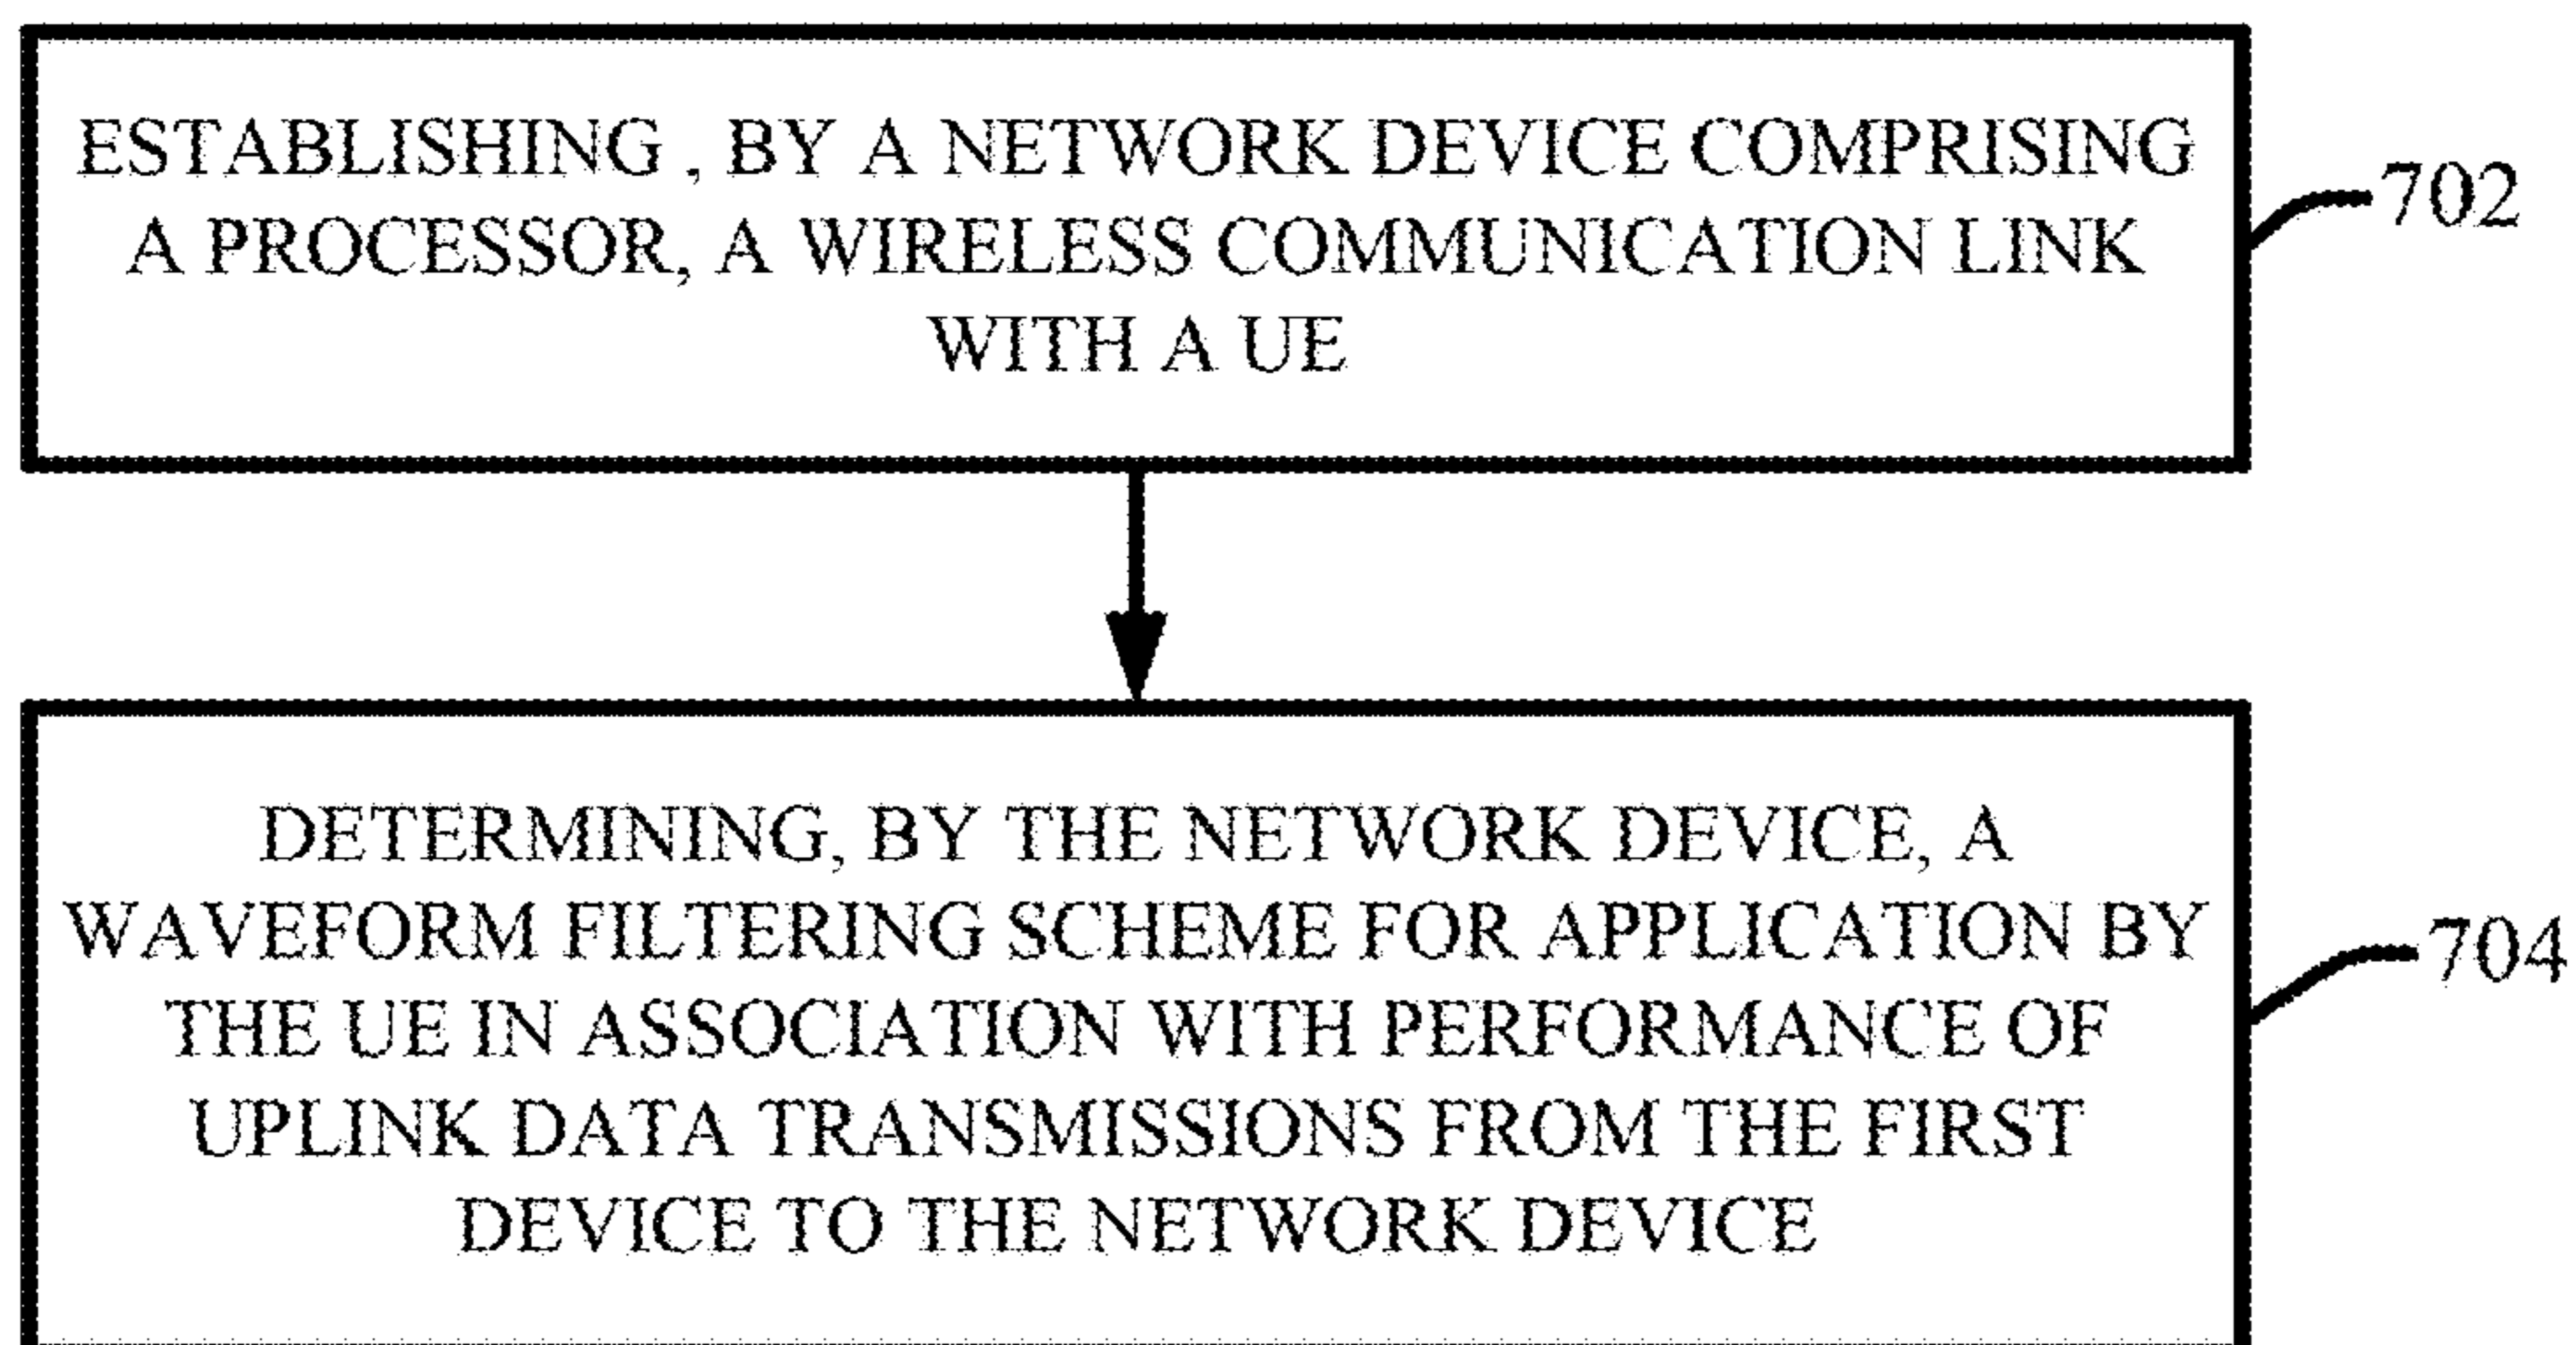 ESTABLISHING , BY A NETWORK DEVICE COMPRISING
A PROCESSOR, A WIRELESS COMMUNICATION LINK
WITH A UE
702
DETERMINING, BY THE NETWORK DEVICE, A
WAVEFORM FILTERING SCHEME FOR APPLICATION BY
THE UE IN ASSOCIATION WITH PERFORMANCE OF
UPLINK DATA TRANSMISSIONS FROM THE FIRST
DEVICE TO THE NETWORK DEVICE
704